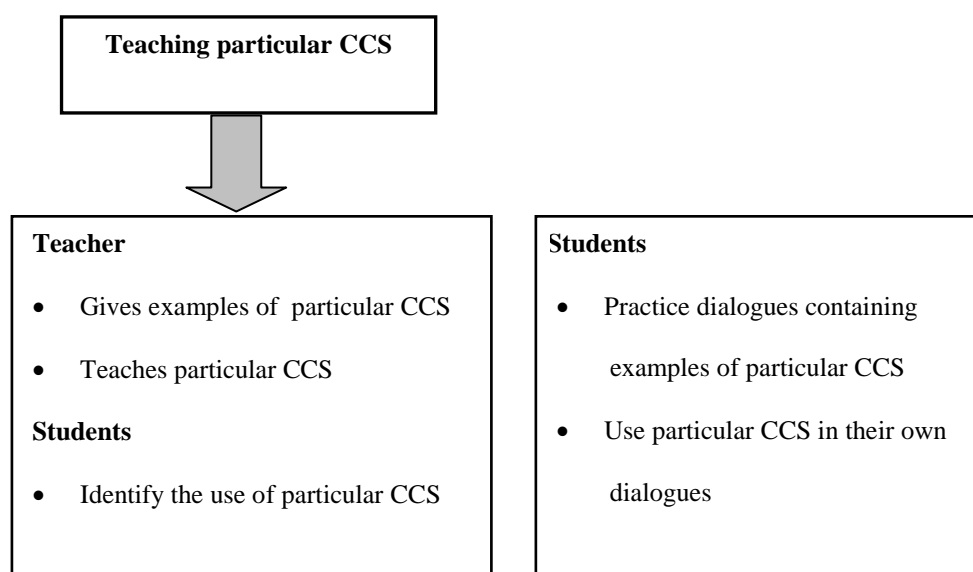 Teaching particular CCS
Teacher
• Gives examples of particular CCS
• Teaches particular CCS
Students
• Identify the use of particular CCS
Students
• Practice dialogues containing
examples of particular CCS
• Use particular CCS in their own
dialogues